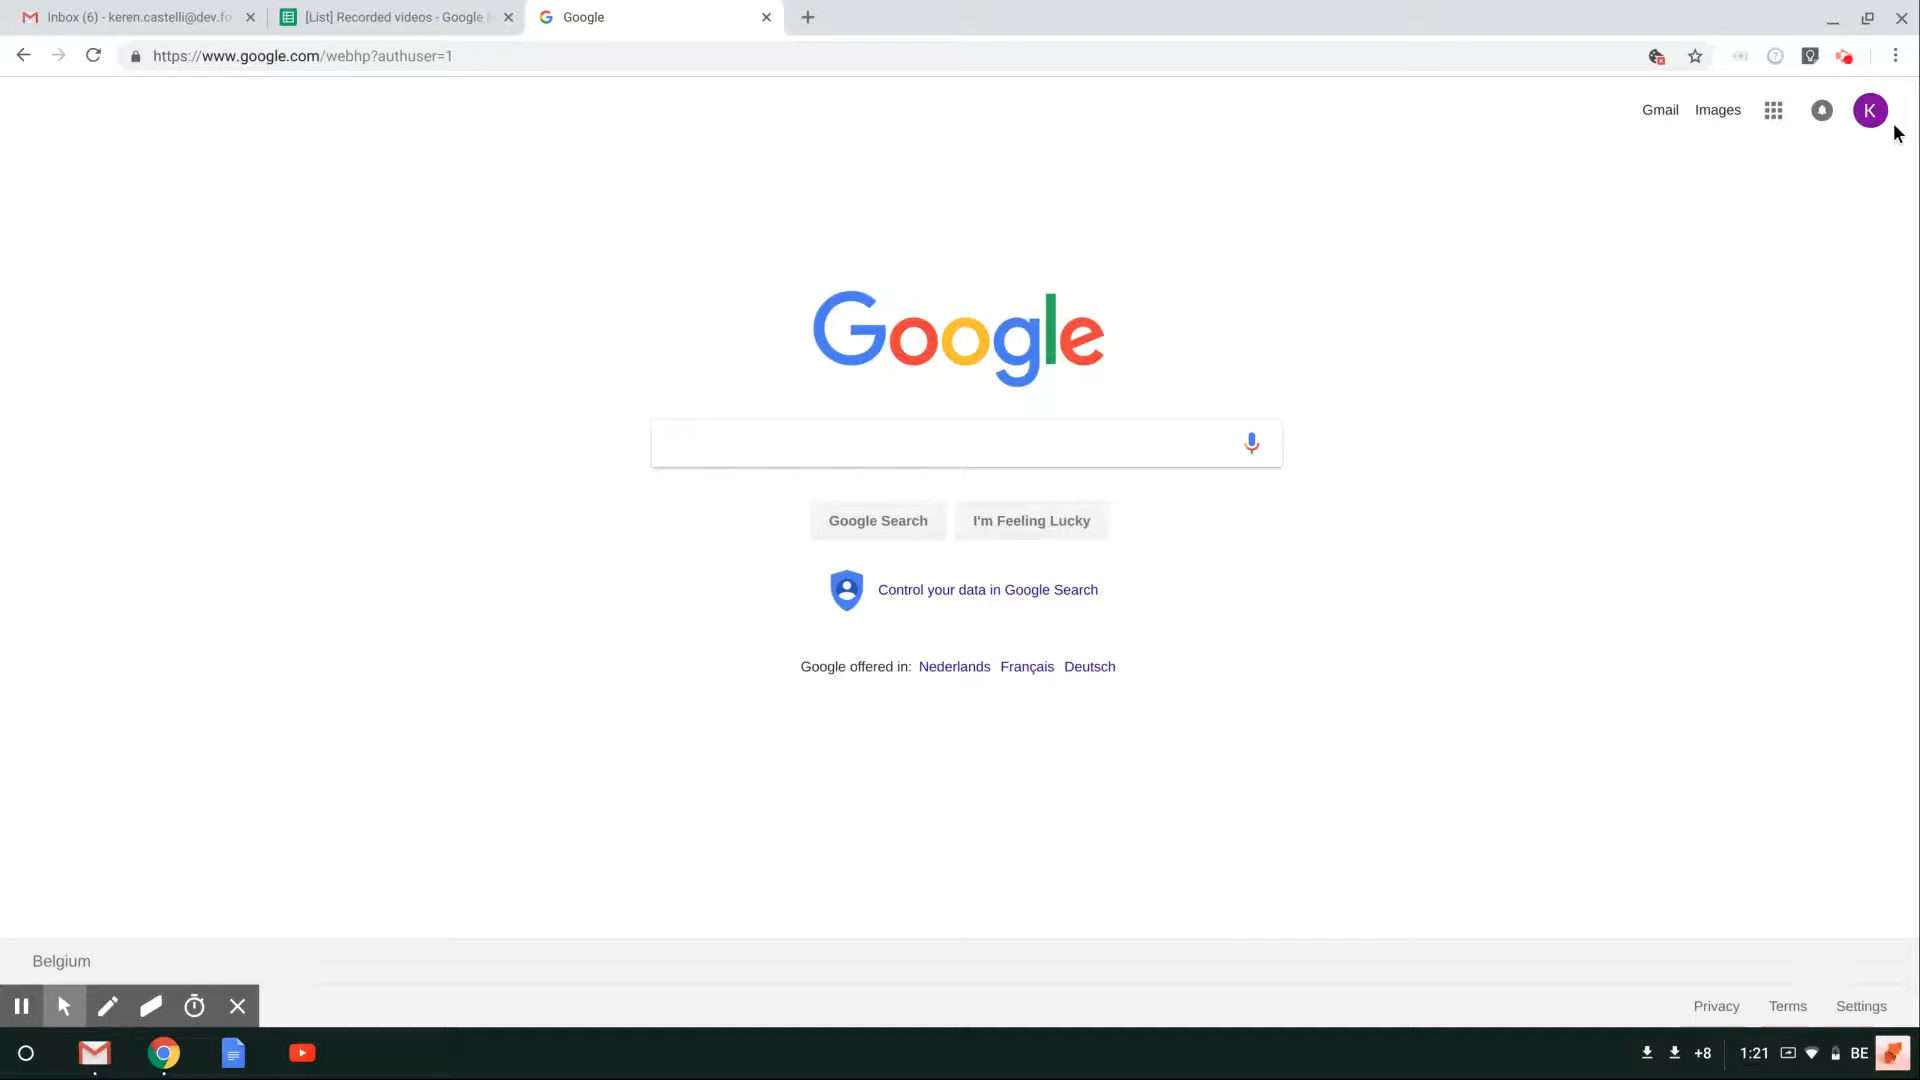 Inbox (6) - keren.castelli@dev.fo
[List] Recorded videos - Google
Google
https://www.google.com/webhp?authuser=1
Gmail
Images
K
Google
Google Search
I'm Feeling Lucky
Control your data in Google Search
Google offered in: Nederlands Français Deutsch
Belgium
Privacy
Terms
Settings
+8
1:21
BE